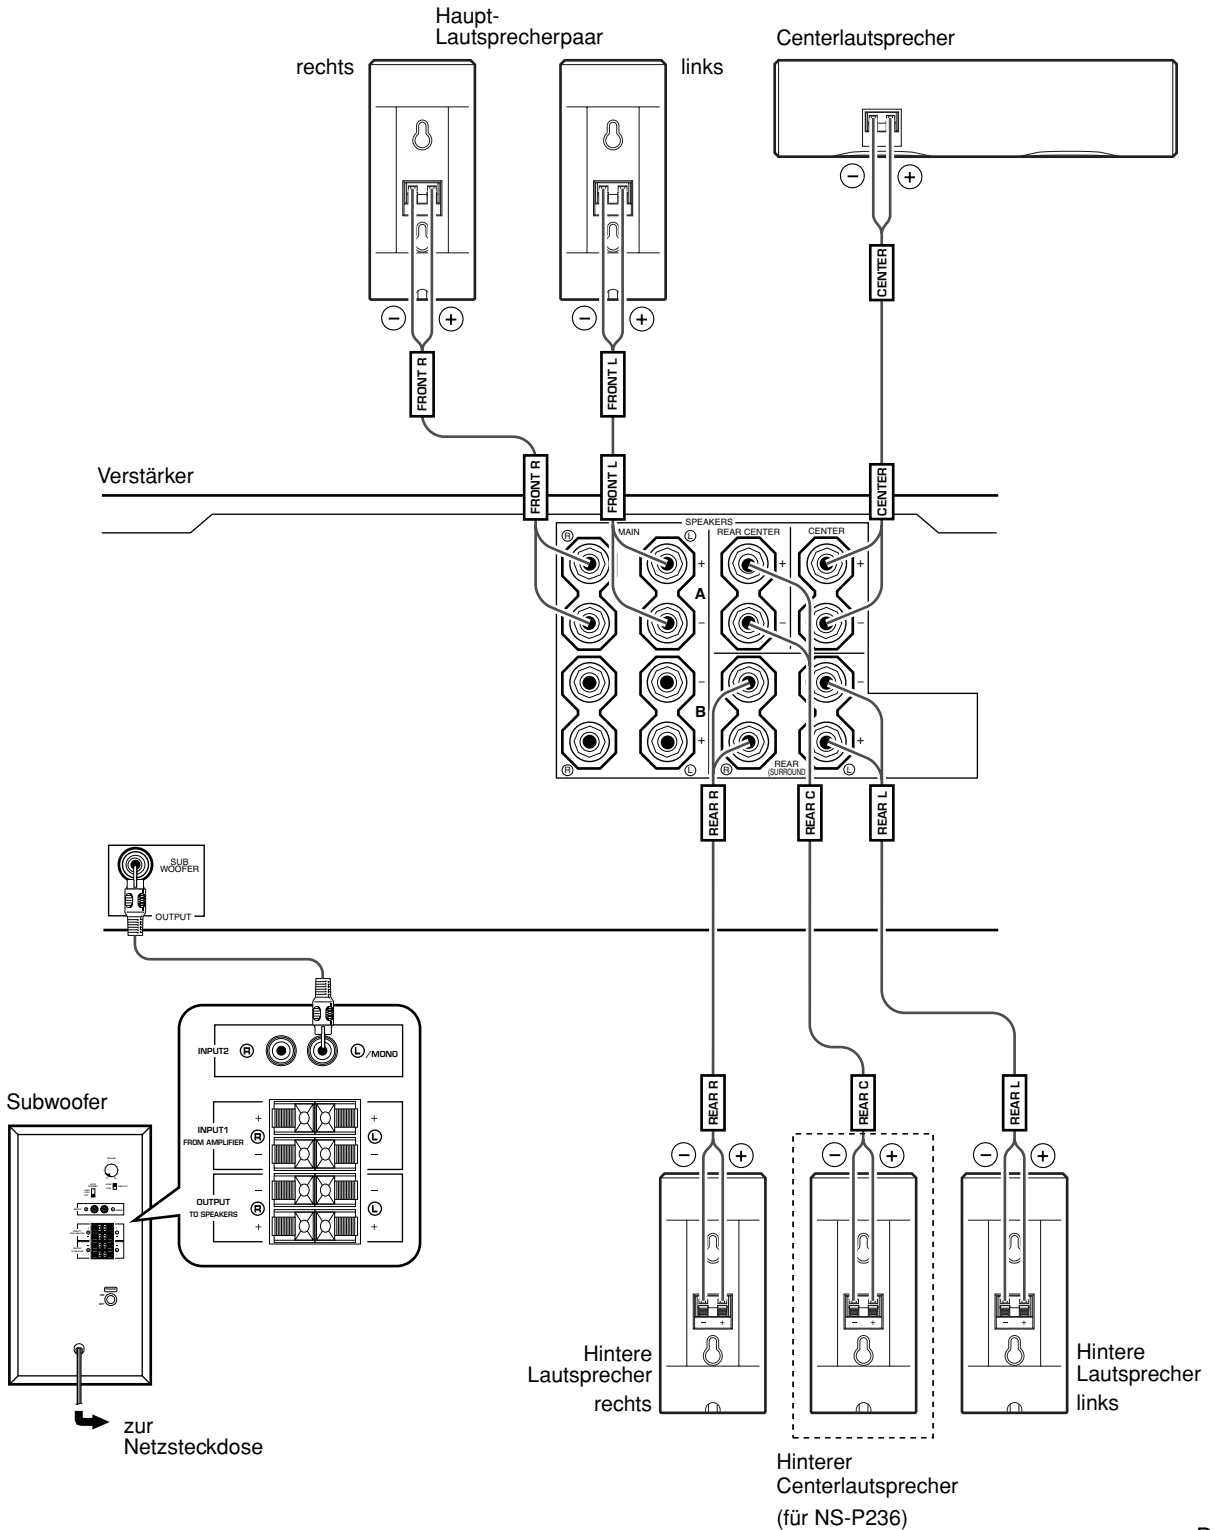 Haupt-
Lautsprecherpaar
rechts
links
Centerlautsprecher
− +
− +
− +
CENTER
FRONT R
FRONT L
Verstärker
FRONT R
FRONT L
CENTER
SPEAKERS
R MAIN L
REAR CENTER
CENTER
+ + +
A
− − −
− −
B
+ +
R L
R REAR L
(SURROUND
REAR R
REAR C
REAR L
SUB
WOOFER
OUTPUT
INPUT2 R L /MONO
Subwoofer
+ +
INPUT1
FROM AMPLIFIER R L
− −
− −
OUTPUT
TO SPEAKERS R L
+ +
REAR R
REAR C
REAR L
− +
− +
− +
− +
− +
− +
Hintere
Lautsprecher
rechts
Hintere
Lautsprecher
links
zur
Netzsteckdose
Hinterer
Centerlautsprecher
(für NS-P236)